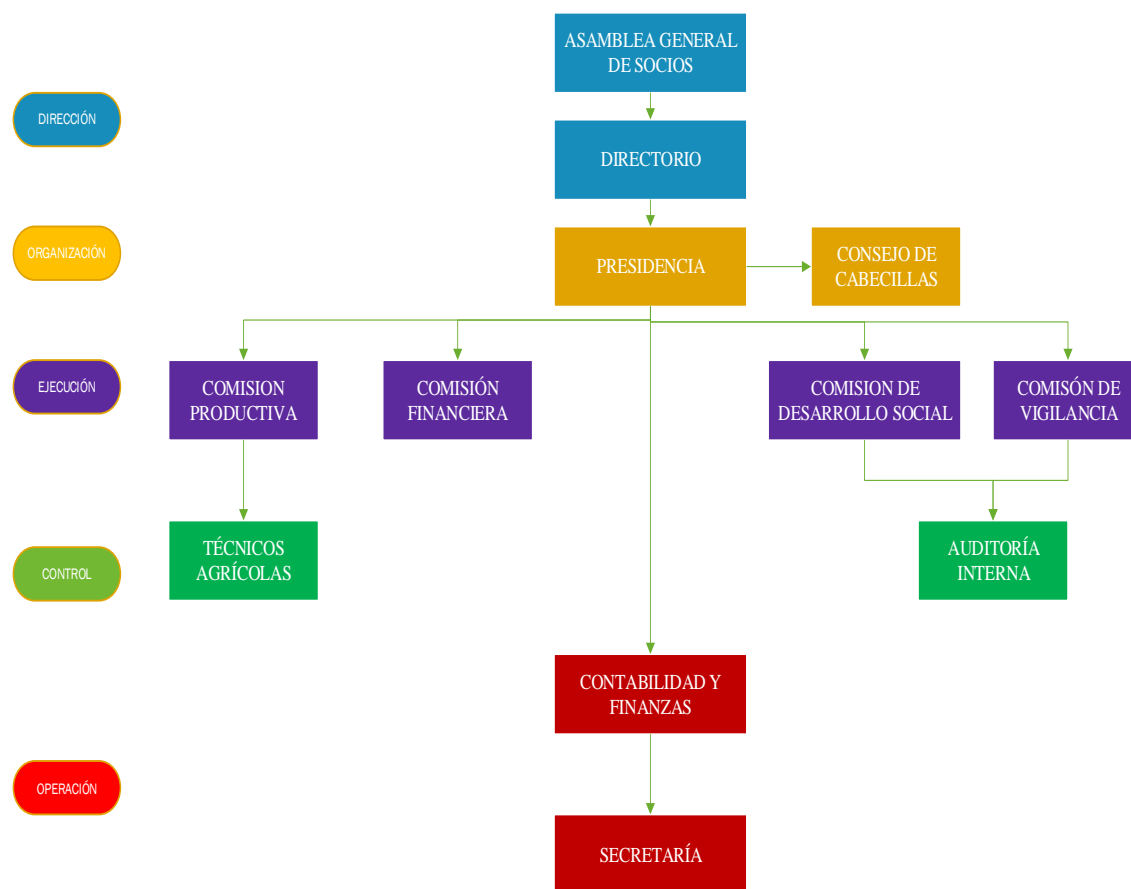 ASAMBLEA GENERAL
DE SOCIOS
DIRECCIÓN
DIRECTORIO
ORGANIZACIÓN
PRESIDENCIA
CONSEJO DE
CABECILLAS
EJECUCIÓN
COMISION
PRODUCTIVA
COMISIÓN
FINANCIERA
COMISION DE
DESARROLLO SOCIAL
COMISÓN DE
VIGILANCIA
CONTROL
TÉCNICOS
AGRÍCOLAS
AUDITORÍA
INTERNA
CONTABILIDAD Y
FINANZAS
OPERACIÓN
SECRETARÍA